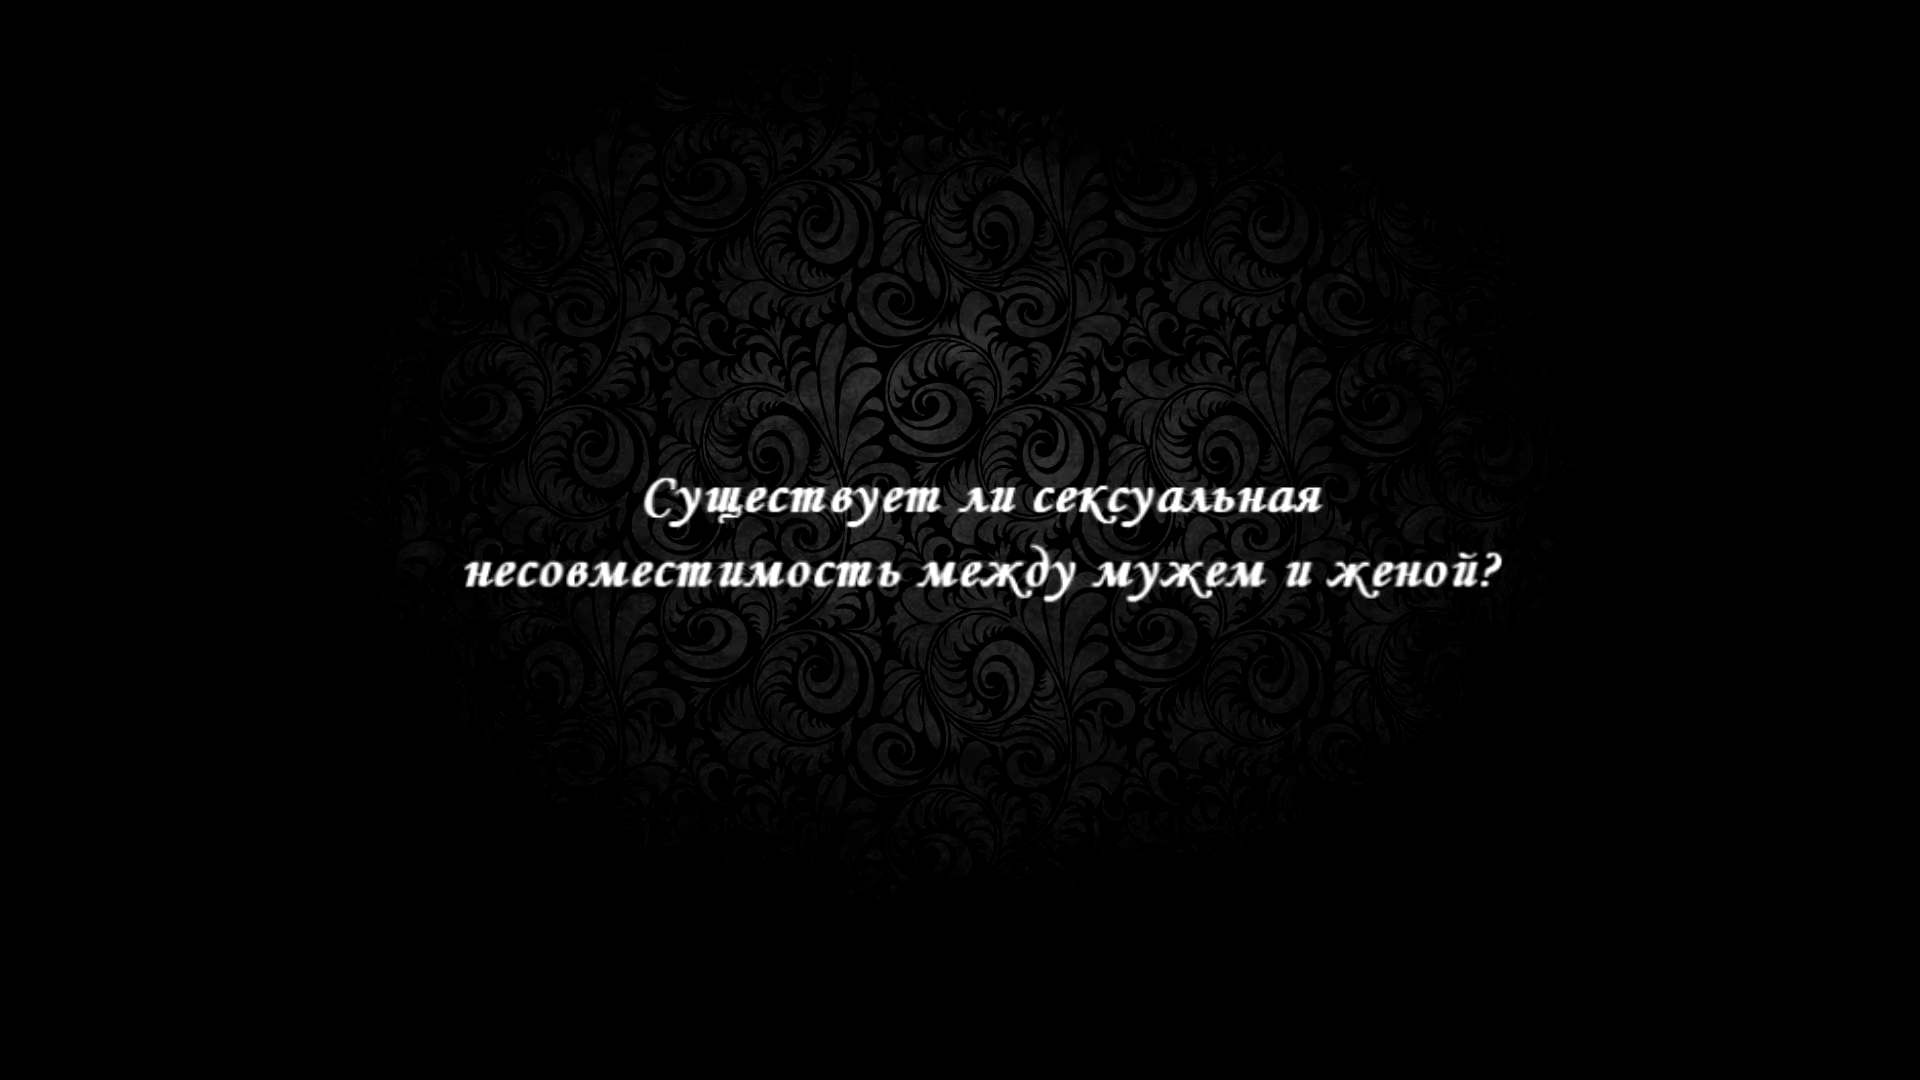 Существует ли сексуальная
несовместимость между мужем и женой?